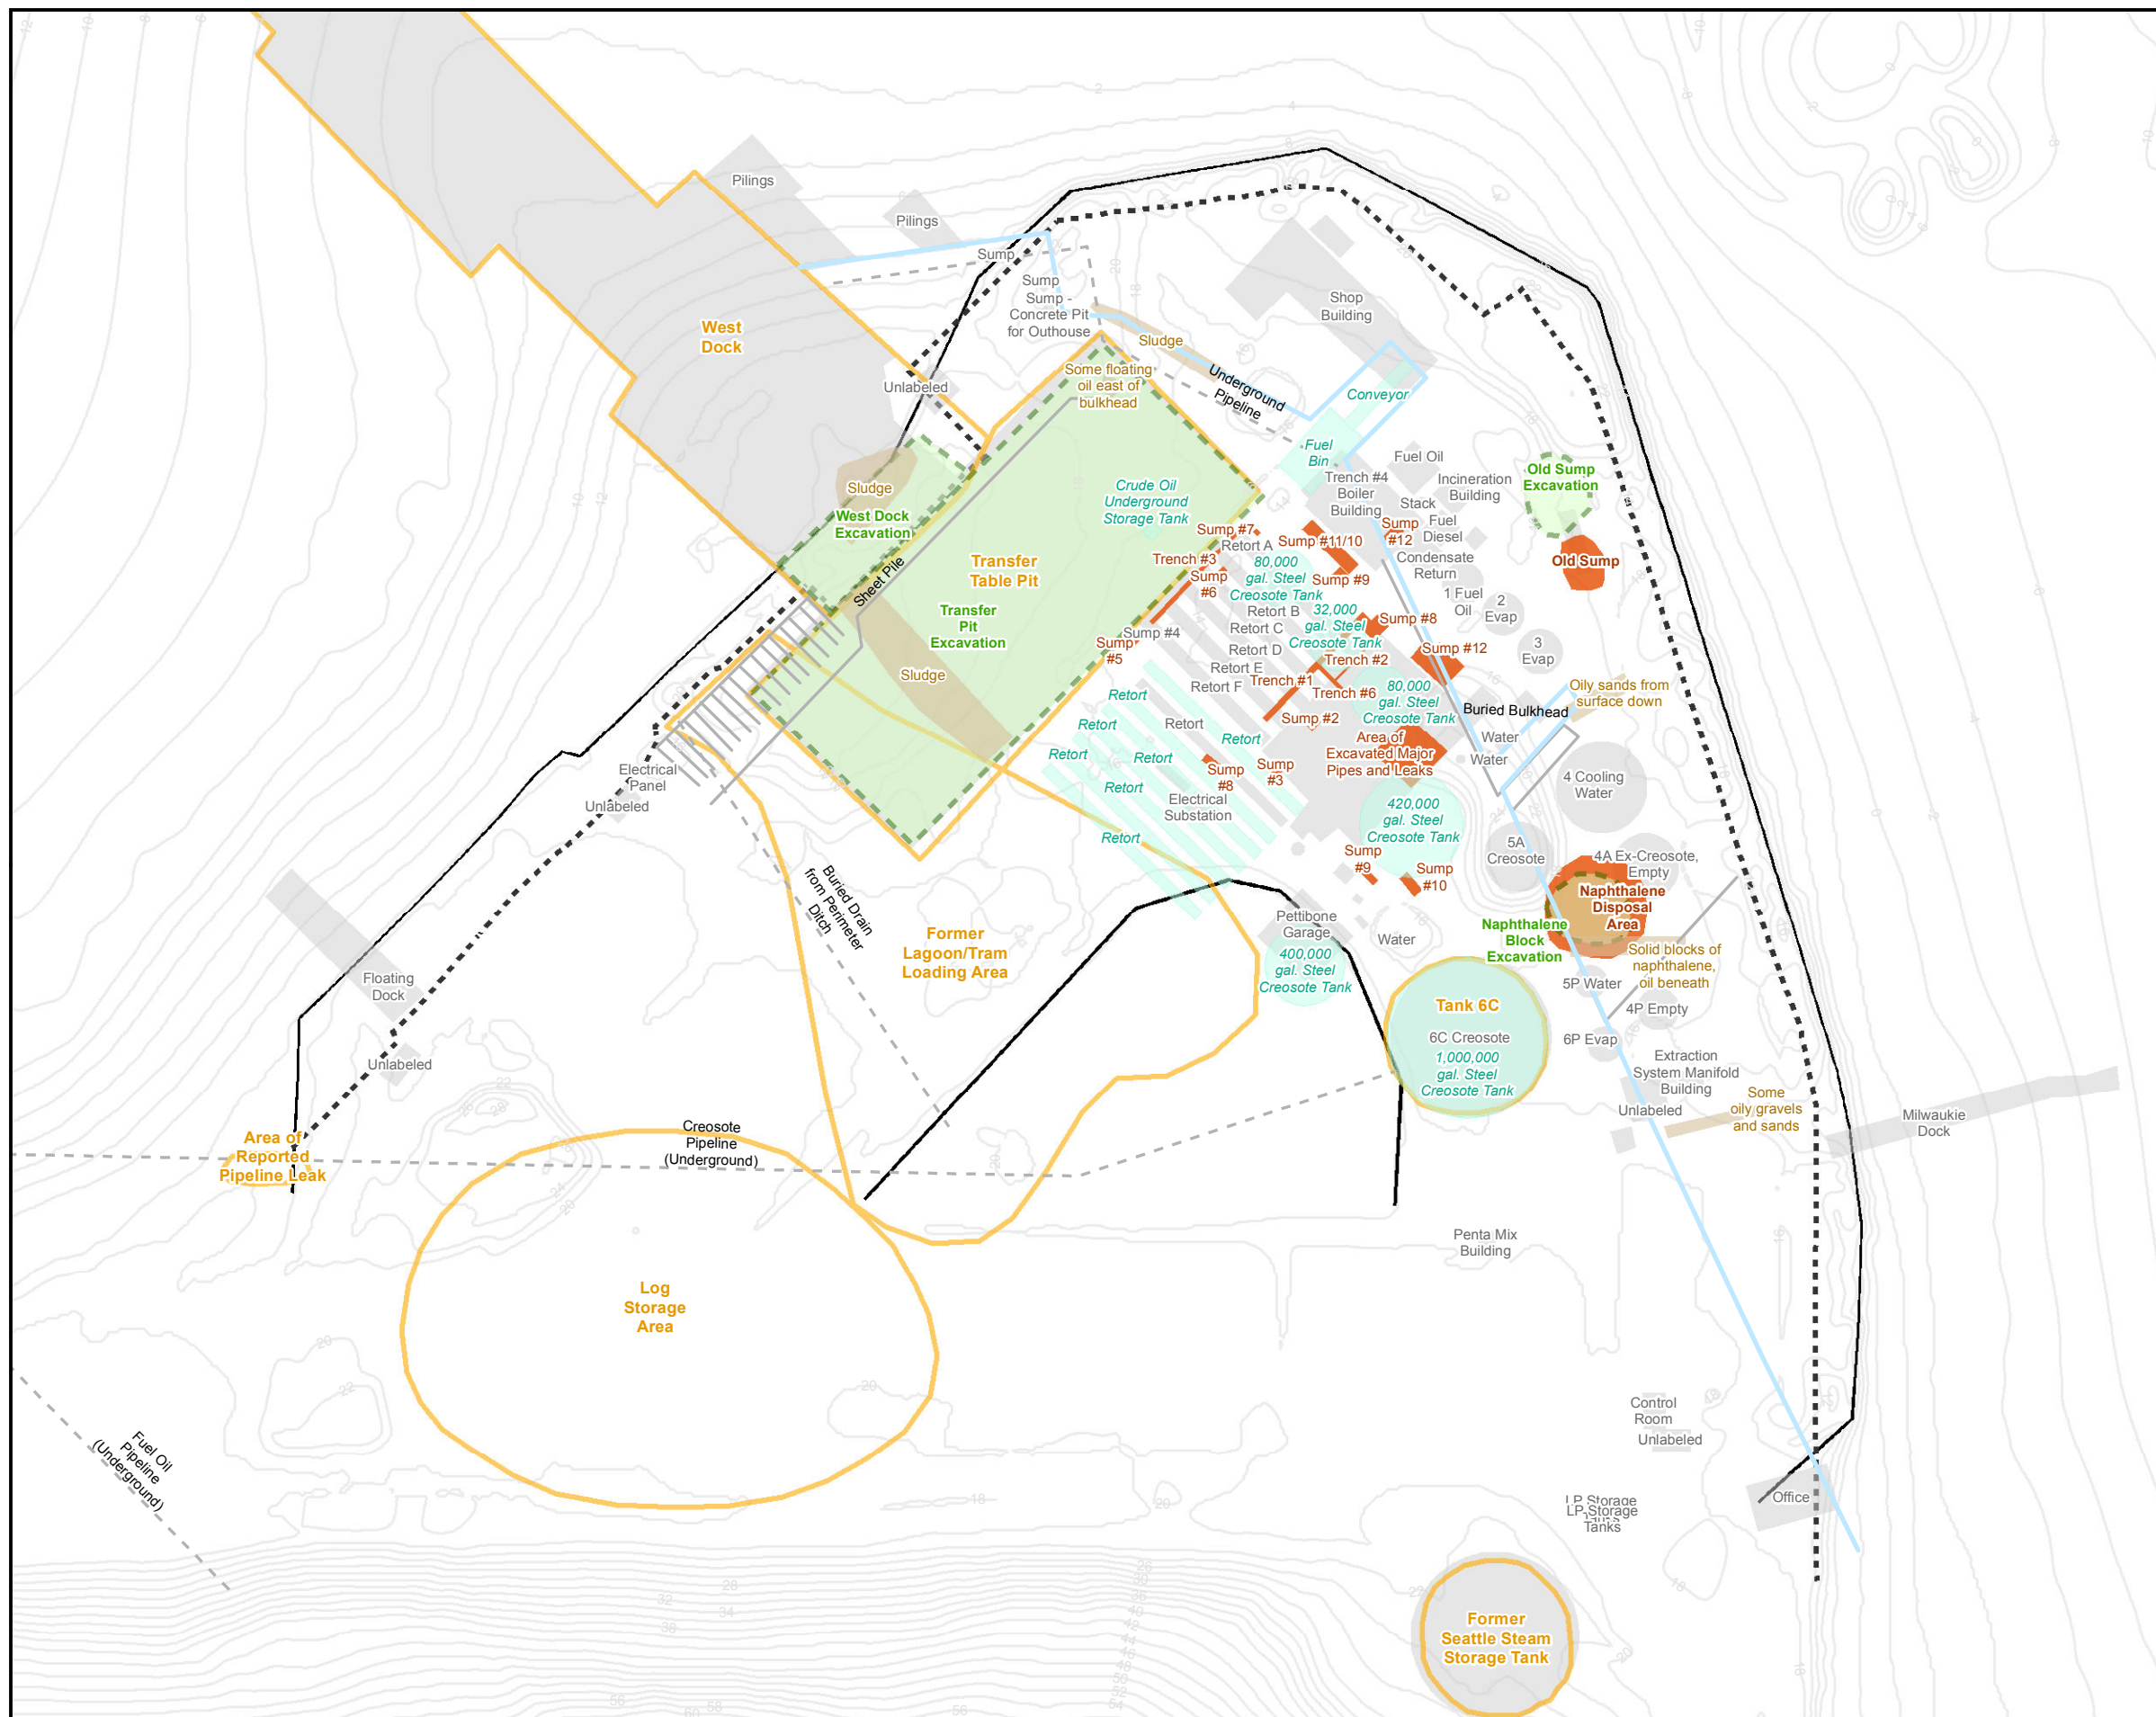 Pilings
Pilings
Sump
Sump
Sump -
Concrete Pit
for Outhouse
Shop
Building
West
Dock
Sludge
Some floating
oil east of
bulkhead
Unlabeled
Underground
Pipeline
Conveyor
Fuel
Bin
Fuel Oil
Trench #4
Boiler
Building
Incineration
Building
Stack
Old Sump
Excavation
Sludge
West Dock
Excavation
Crude Oil
Underground
Storage Tank
Sump #7
Retort A
Sump #11/10
Sump
#12
Fuel
Diesel
Condensate
Return
Old Sump
Sheet Pile
Transfer
Table Pit
Trench #3
Sump
#6
80,000
gal. Steel
Creosote Tank
Sump #9
1 Fuel
Oil
2
Evap
Transfer
Pit
Excavation
Retort B
Retort C
32,000
gal. Steel
Creosote Tank
Sump #8
Sump #4
Sump
#5
Retort D
Retort E
Retort F
Trench #2
Trench #1
Trench #6
Sump #12
3
Evap
Sludge
Retort
Retort
Retort
Retort
Retort
Retort
Sump #2
80,000
gal. Steel
Creosote Tank
Buried Bulkhead
Oily sands from
surface down
Water
Water
Area of
Excavated Major
Pipes and Leaks
Electrical
Panel
Unlabeled
Retort
Retort
Sump
#8
Sump
#3
Electrical
Substation
420,000
gal. Steel
Creosote Tank
4 Cooling
Water
5A
Creosote
4A Ex-Creosote,
Empty
Sump
#9
Sump
#10
Naphthalene
Disposal
Area
Buried Drain
from Perimeter
Ditch
Former
Lagoon/Tram
Loading Area
Pettibone
Garage
Water
Naphthalene
Block
Excavation
Solid blocks of
naphthalene,
oil beneath
400,000
gal. Steel
Creosote Tank
Floating
Dock
5P Water
4P Empty
Tank 6C
6C Creosote
1,000,000
gal. Steel
Creosote Tank
6P Evap
Unlabeled
Extraction
System Manifold
Building
Unlabeled
Some
oily gravels
and sands
Milwaukie
Dock
Area of
Reported
Pipeline Leak
Creosote
Pipeline
(Underground)
Penta Mix
Building
Log
Storage
Area
Control
Room
Unlabeled
Fuel Oil
Pipeline
(Underground)
Office
LP Storage
LP Storage
Tanks
Former
Seattle Steam
Storage Tank